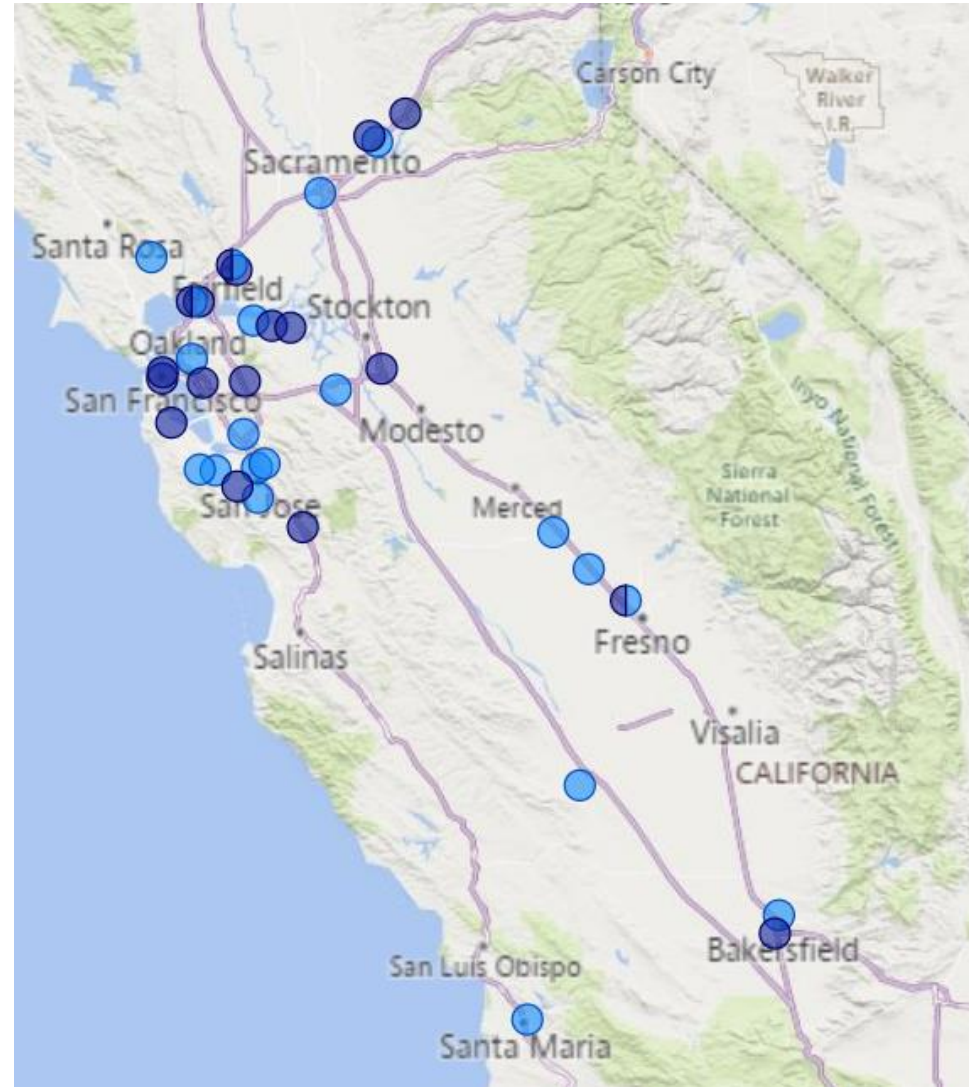 Carson City
Walker
River
I.R.
Sacramento
Santa Rosa
Fairfield
Stockton
Oakland
San Francisco
Modesto
San Jose
Merced
Sierra
National
Forest
Inyo National Forest
Fresno
Salinas
Visalia
CALIFORNIA
Bakersfield
San Luis Obispo
Santa Maria